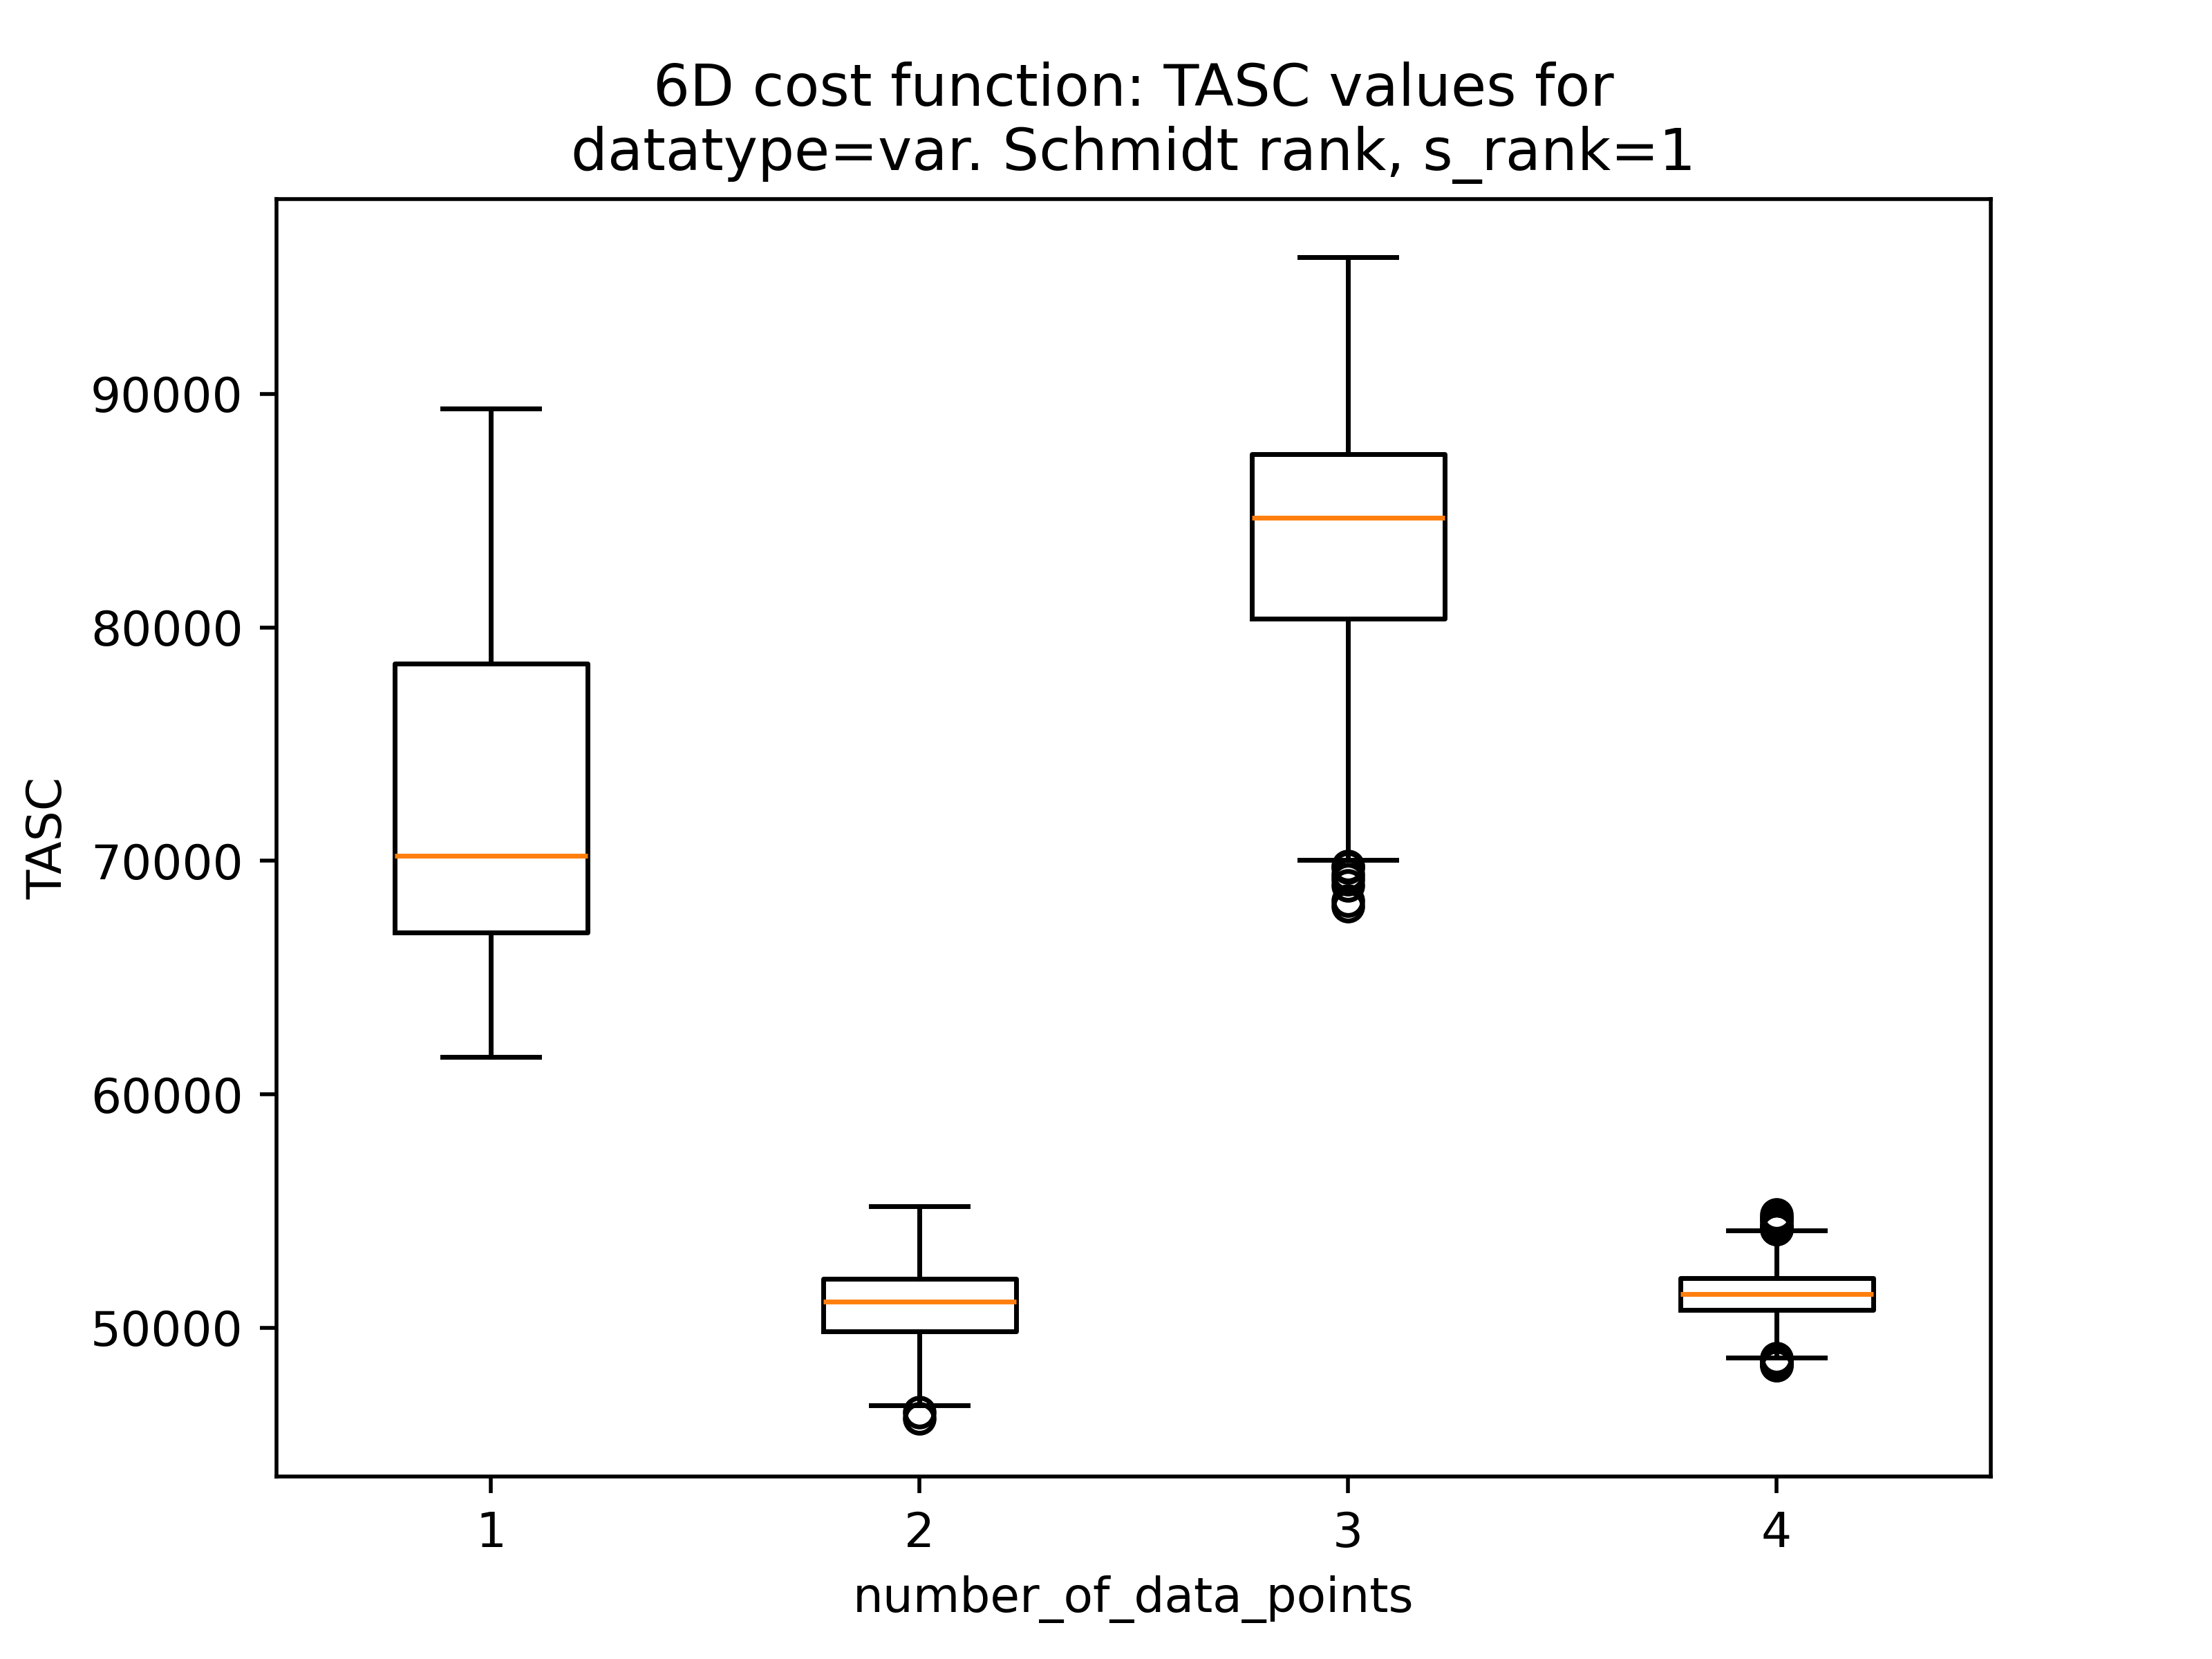 6D cost function: TASC values for
datatype=var. Schmidt rank, s_rank=1
90000
80000
70000
60000
50000
TASC
1 2 3 4
number_of_data_points